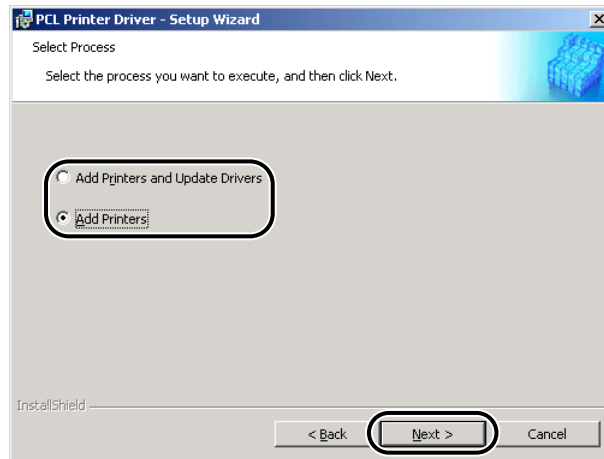 PCL Printer Driver - Setup Wizard
Select Process
Select the process you want to execute, and then click Next.
Add Printers and Update Drivers
Add Printers
InstallShield
< Back Next > Cancel